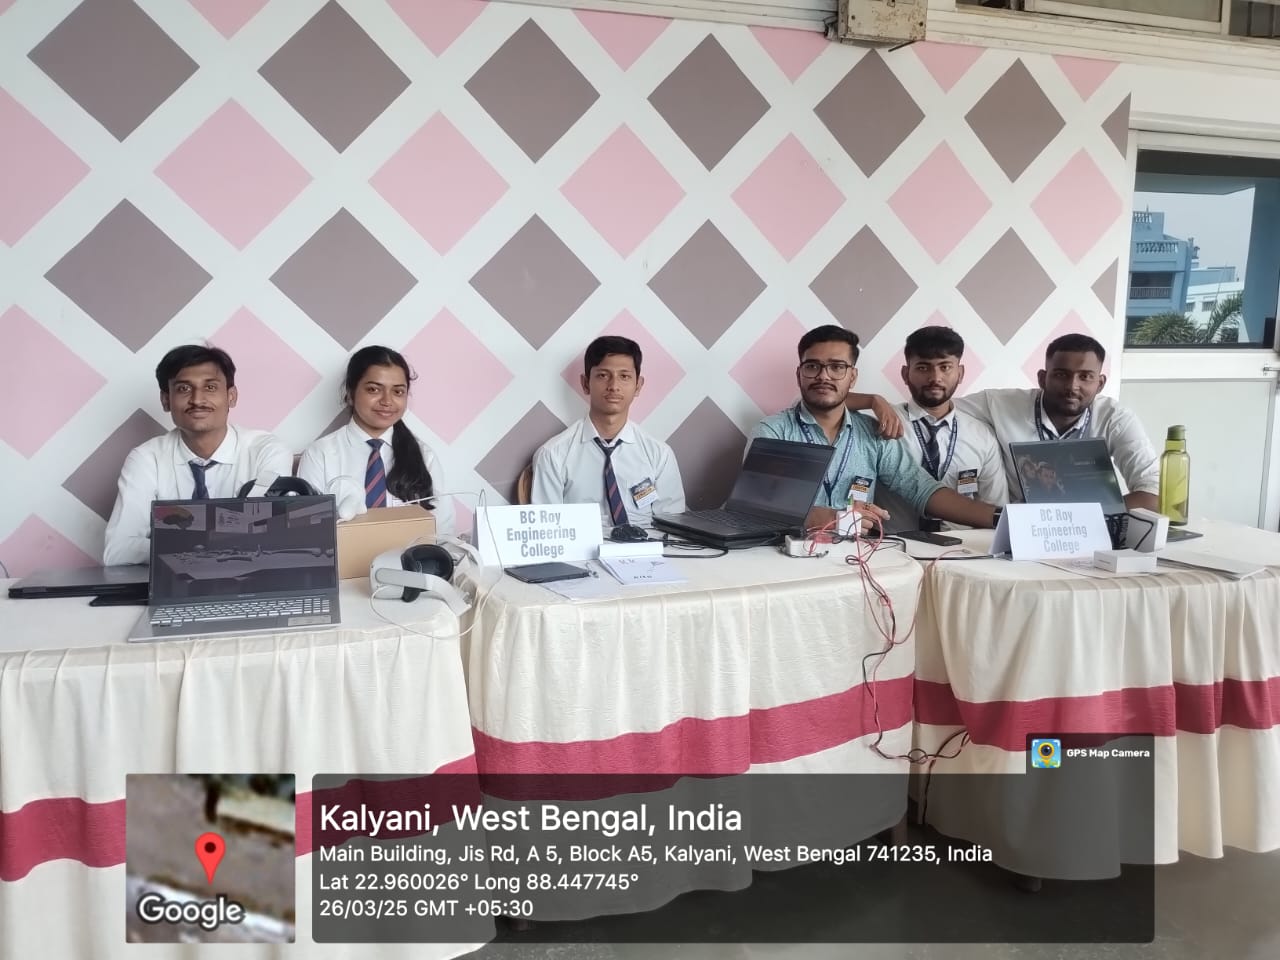 BC Roy
Engineering
College
BC Roy
Engineering
College
GPS Map Camera
Kalyani, West Bengal, India
Main Building, Jis Rd, A 5, Block A5, Kalyani, West Bengal 741235, India
Lat 22.960026° Long 88.447745°
26/03/25 GMT +05:30
Google